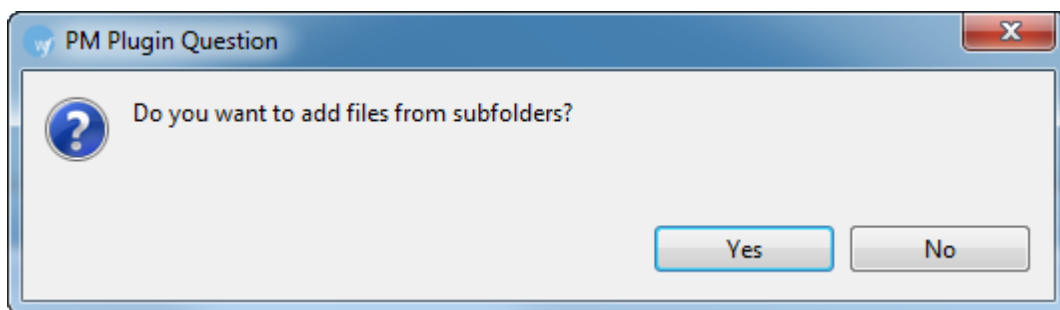 PM Plugin Question
Do you want to add files from subfolders?
Yes
No